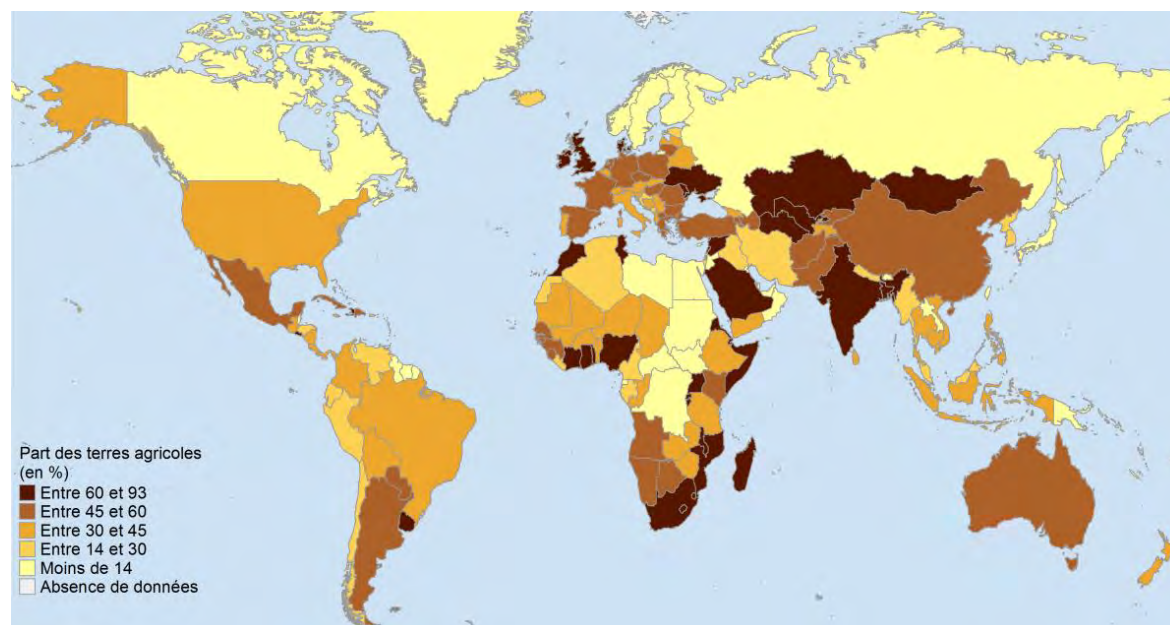 Part des terres agricoles
(en %)
Entre 60 et 93
Entre 45 et 60
Entre 30 et 45
Entre 14 et 30
Moins de 14
Absence de données